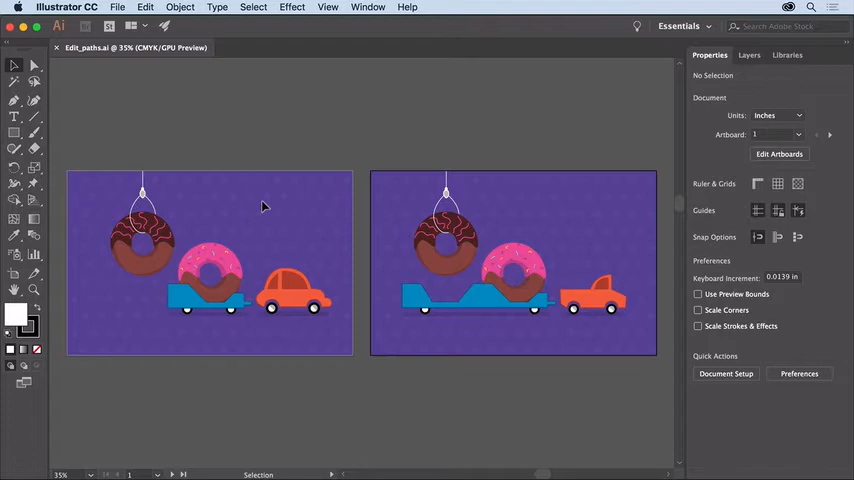 Illustrator CC File Edit Object Type Select Effect View Window Help
Ai Br St Essentials Search Adobe Stock
× Edit_paths.ai @ 35% (CMYK/GPU Preview)
Properties Layers Libraries
No Selection
Document
Units: Inches
Artboard: 1
Edit Artboards
Ruler & Grids
Guides
Snap Options
Preferences
Keyboard Increment: 0.0139 in
Use Preview Bounds
Scale Corners
Scale Strokes & Effects
Quick Actions
Document Setup Preferences
35% 1 Selection